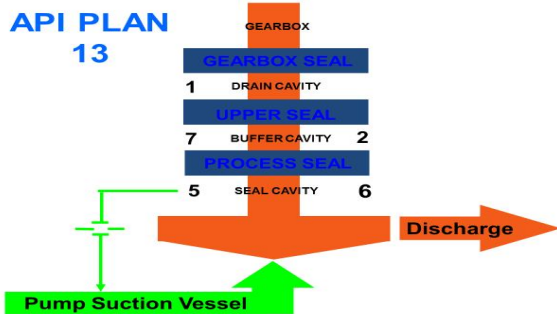 API PLAN
13
GEARBOX
GEARBOX SEAL
1 DRAIN CAVITY
UPPER SEAL
7 BUFFER CAVITY 2
PROCESS SEAL
5 SEAL CAVITY 6
Discharge
Pump Suction Vessel